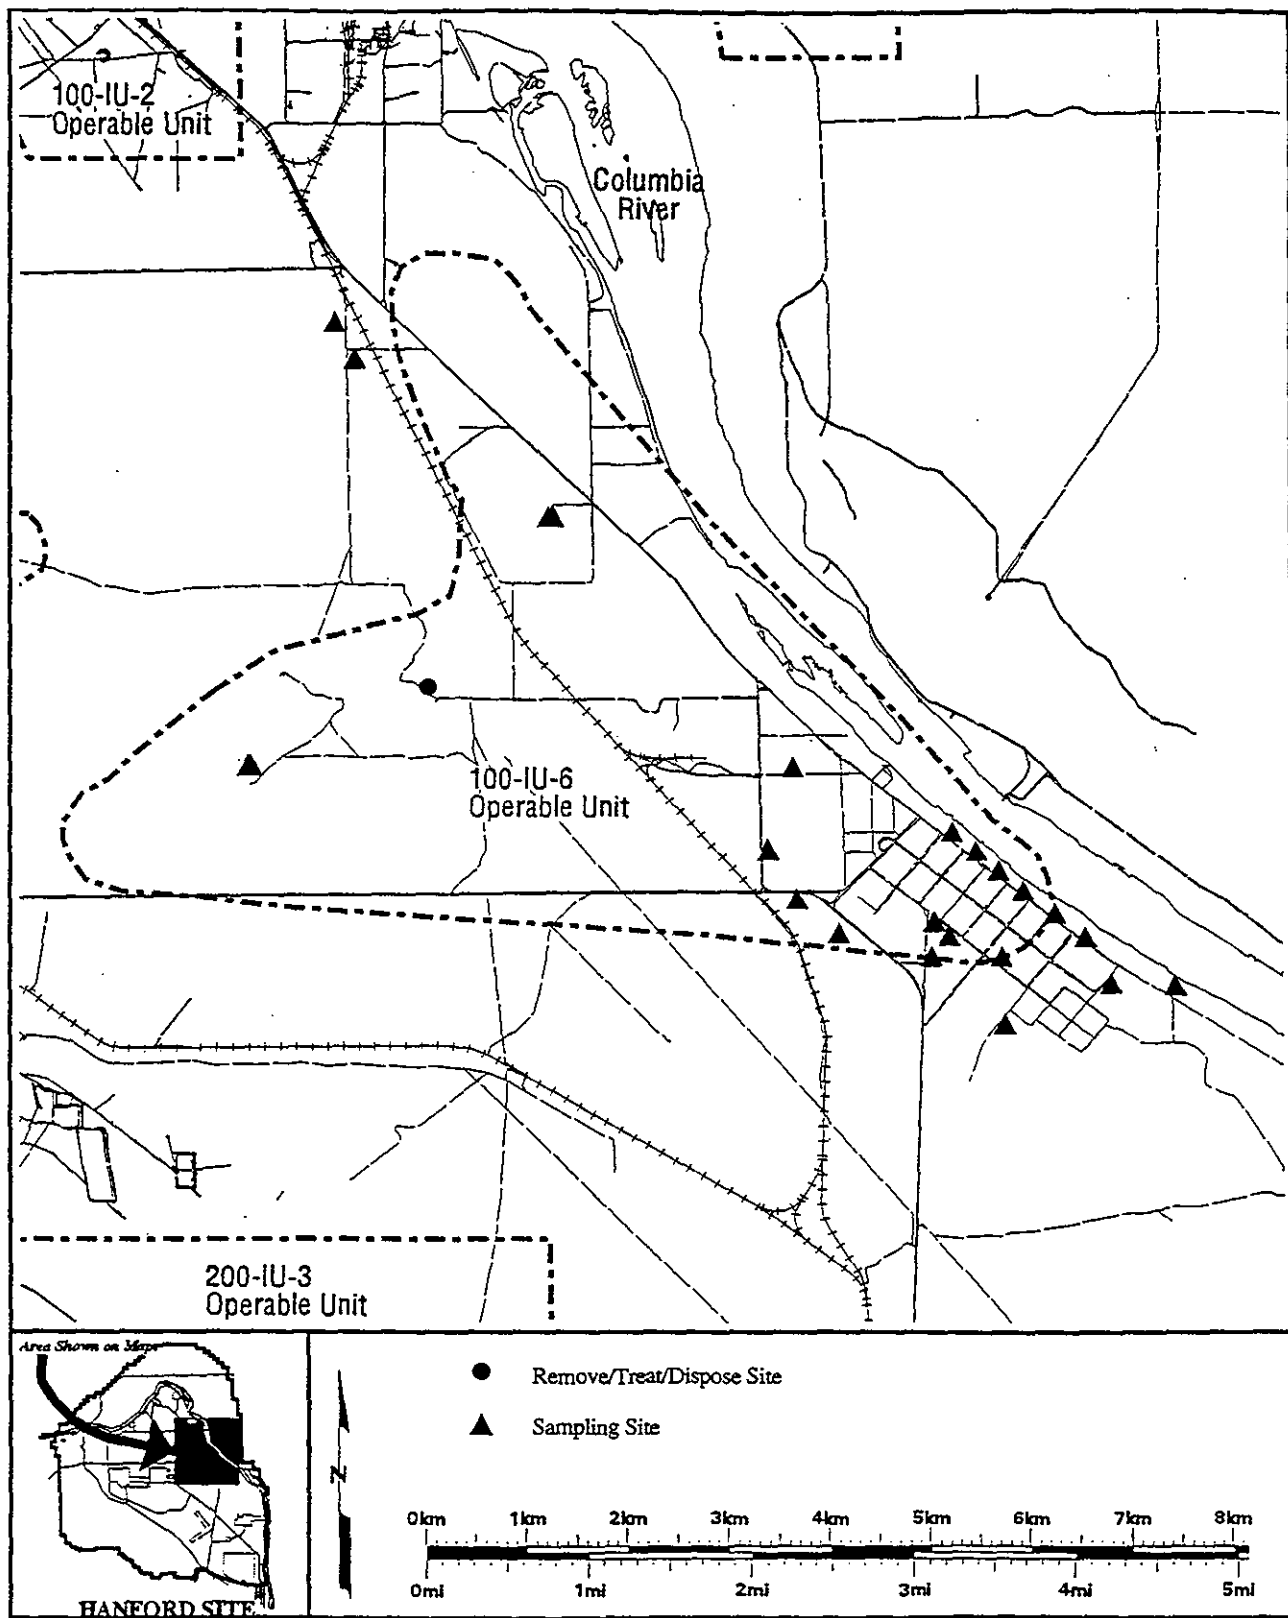 100-IU-2
Operable Unit
Columbia
River
100-IU-6
Operable Unit
200-IU-3
Operable Unit
Area Shown on Maps
HANFORD SITE
N
Remove/Treat/Dispose Site
Sampling Site
0km 1km 2km 3km 4km 5km 6km 7km 8km
0mi 1mi 2mi 3mi 4mi 5mi